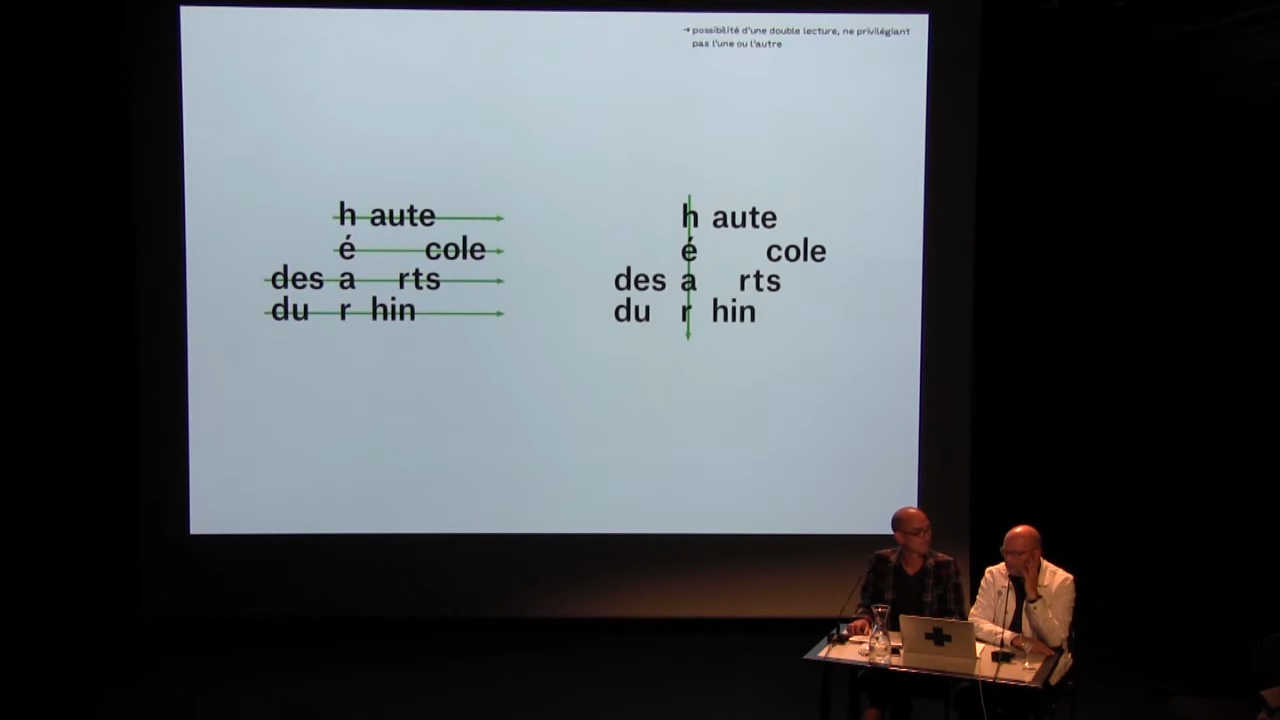 → possibilité d'une double lecture, ne privilégiant
pas l'une ou l'autre
h aute
é cole
des a rts
du r hin
h aute
é cole
des a rts
du r hin